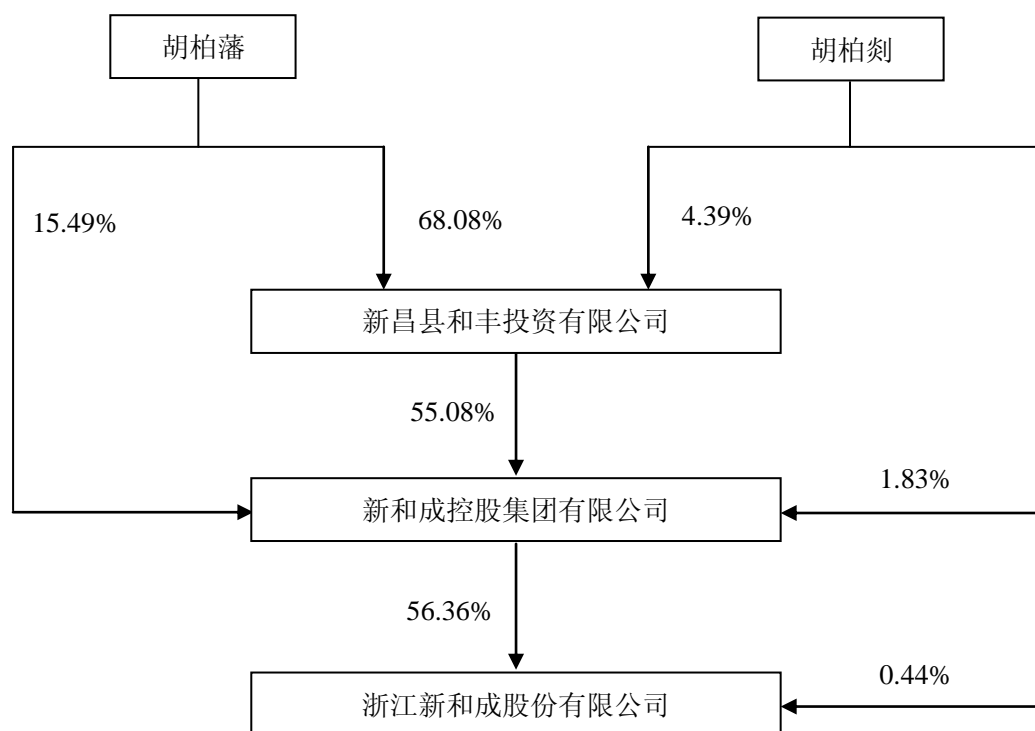 胡柏藩
胡柏剡
15.49%
68.08%
4.39%
新昌县和丰投资有限公司
55.08%
新和成控股集团有限公司
1.83%
56.36%
浙江新和成股份有限公司
0.44%